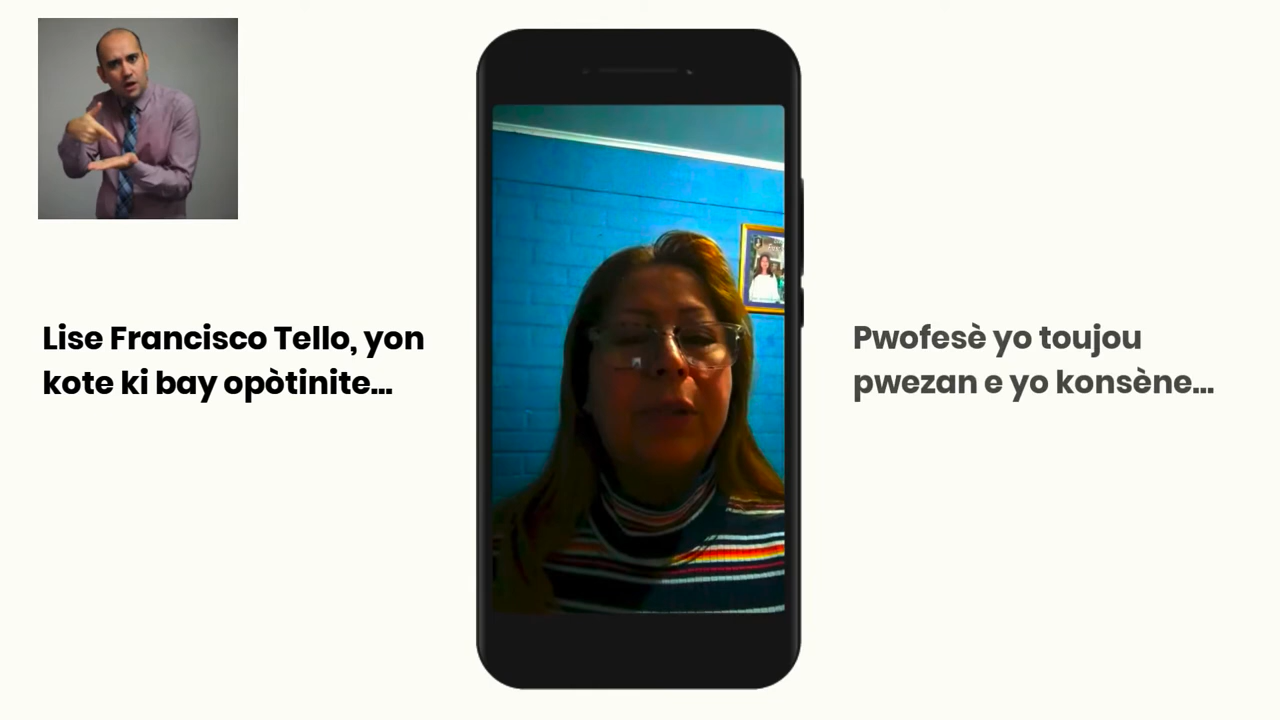 Lise Francisco Tello, yon
kote ki bay opòtinite...
Pwofesè yo toujou
pwezan e yo konsène...